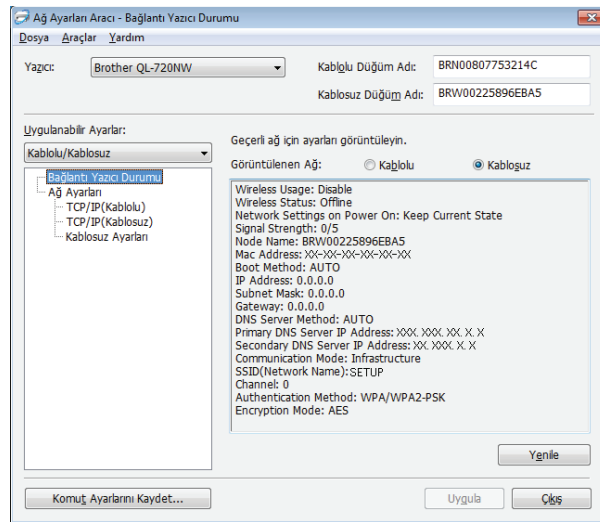 Ağ Ayarları Aracı - Bağlantı Yazıcı Durumu
Dosya Araçlar Yardım
Yazıcı: Brother QL-720NW
Kablolu Düğüm Adı: BRN00807753214C
Kablosuz Düğüm Adı: BRW00225896EBA5
Uygulanabilir Ayarlar:
Kablolu/Kablosuz
Bağlantı Yazıcı Durumu
Ağ Ayarları
TCP/IP(Kablolu)
TCP/IP(Kablosuz)
Kablosuz Ayarları
Geçerli ağ için ayarları görüntüleyin.
Görüntülenen Ağ: Kablolu Kablosuz
Wireless Usage: Disable
Wireless Status: Offline
Network Settings on Power On: Keep Current State
Signal Strength: 0/5
Node Name: BRW00225896EBA5
Mac Address: XX-XX-XX-XX-XX-XX
Boot Method: AUTO
IP Address: 0.0.0.0
Subnet Mask: 0.0.0.0
Gateway: 0.0.0.0
DNS Server Method: AUTO
Primary DNS Server IP Address: XXX. XXX. XX. X. X
Secondary DNS Server IP Address: XX. XXX. X. X
Communication Mode: Infrastructure
SSID(Network Name):SETUP
Channel: 0
Authentication Method: WPA/WPA2-PSK
Encryption Mode: AES
Yenile
Komut Ayarlarını Kaydet...
Uygula
Çıkış